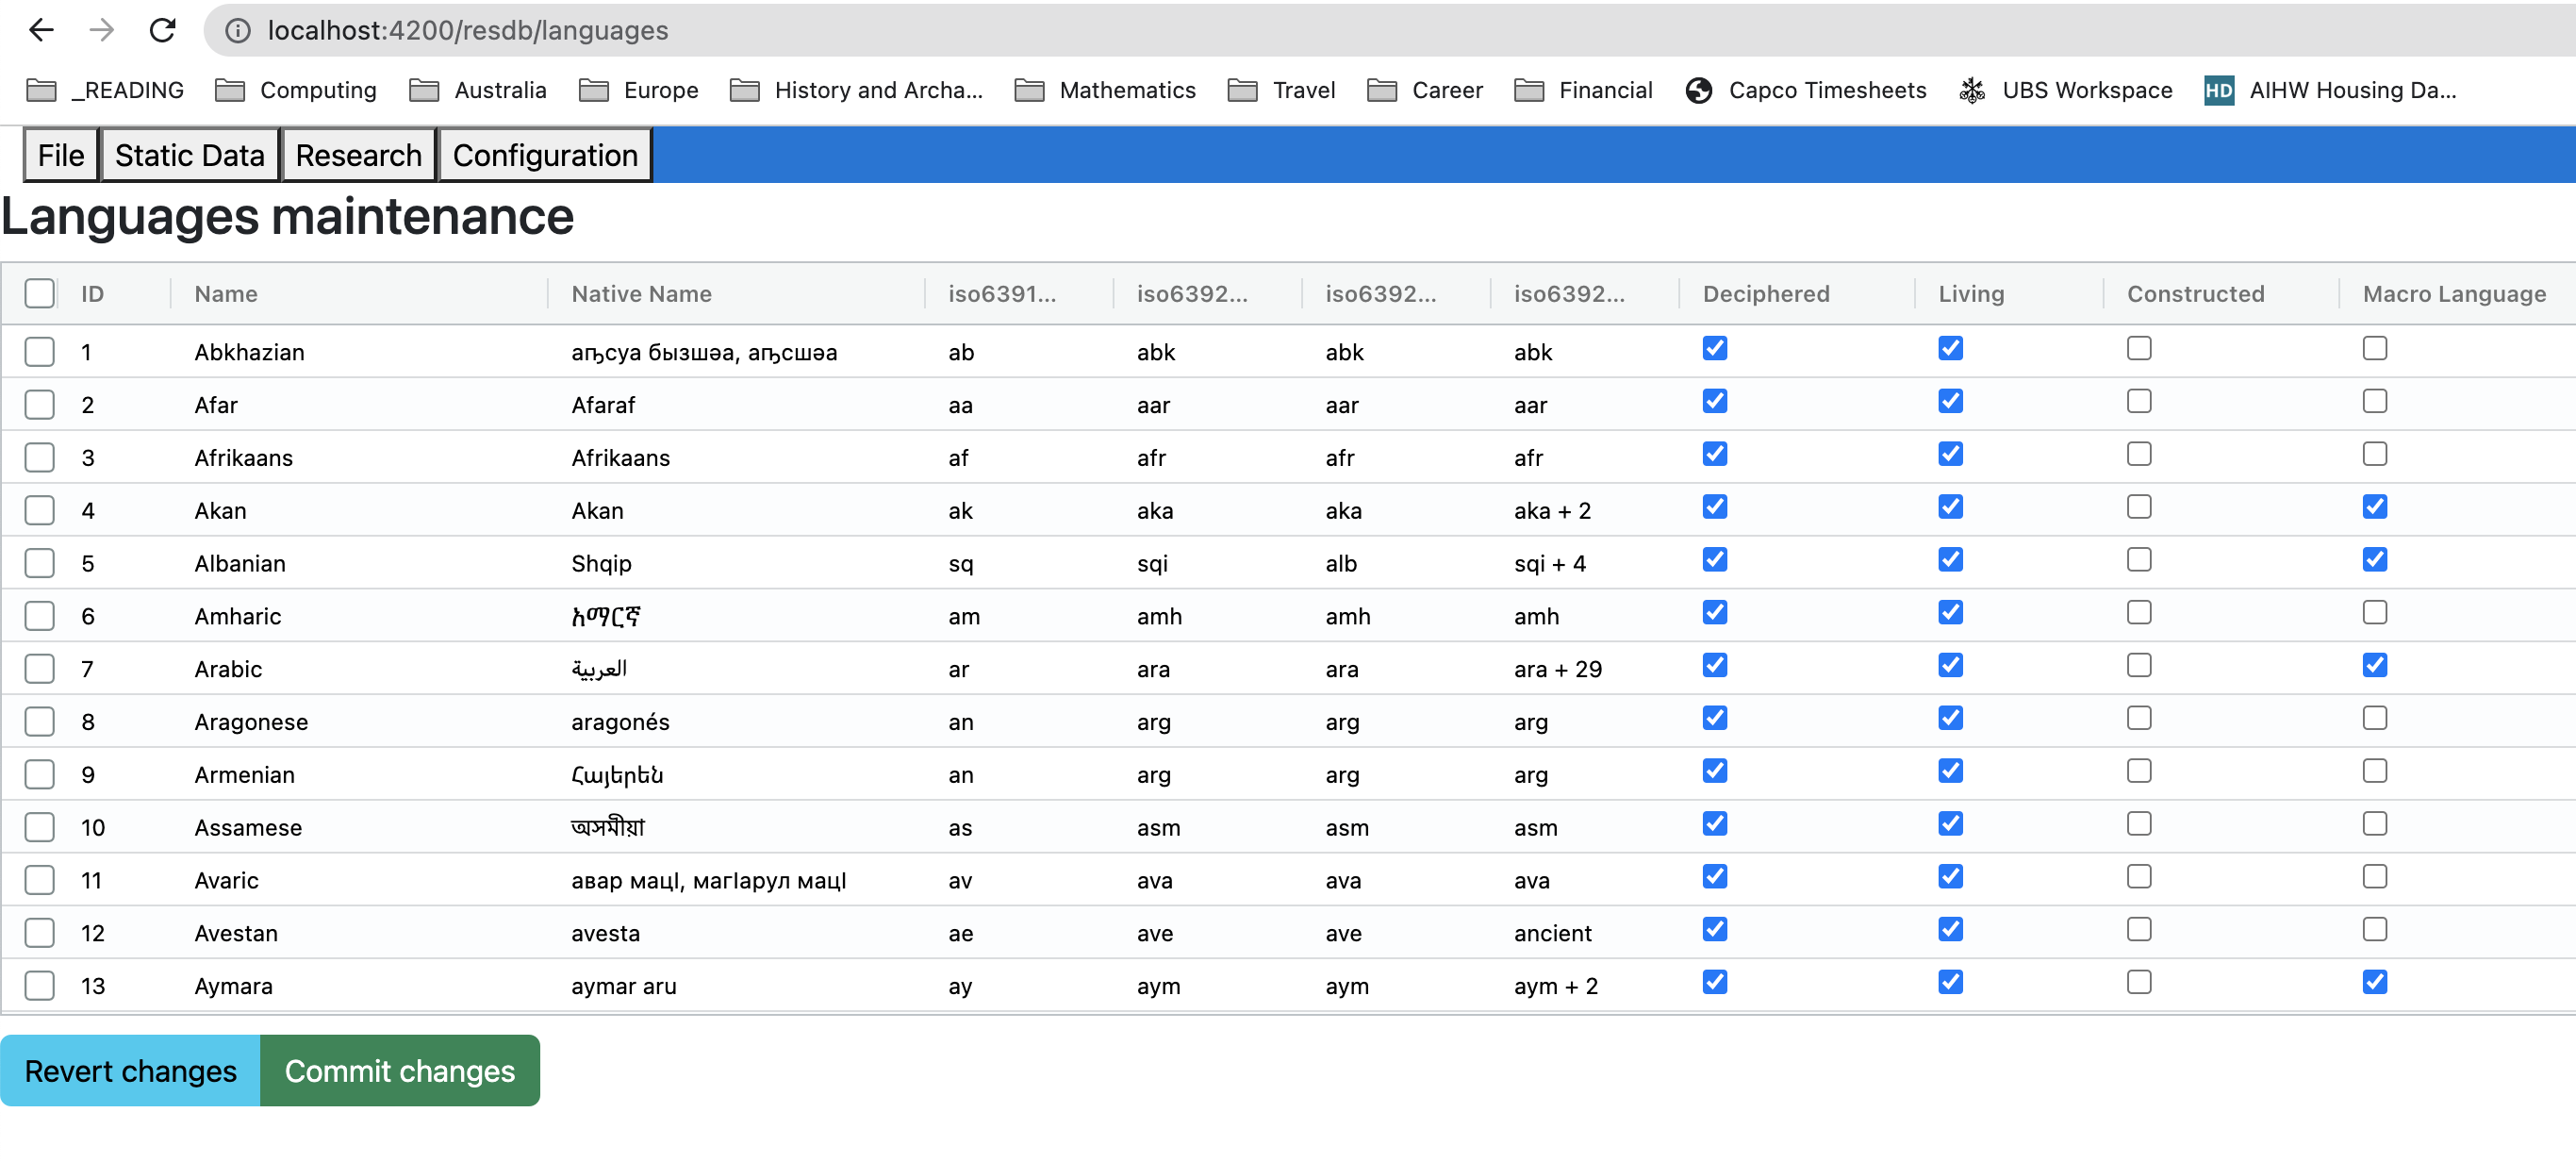 localhost:4200/resdb/languages
_READING Computing Australia Europe History and Archa... Mathematics Travel Career Financial Capco Timesheets UBS Workspace HD AIHW Housing Da...
File Static Data Research Configuration
Languages maintenance
ID Name Native Name iso6391... iso6392... iso6392... iso6392... Deciphered Living Constructed Macro Language
1 Abkhazian аҧсуа бызшәа, аҧсшәа ab abk abk abk
2 Afar Afaraf aa aar aar aar
3 Afrikaans Afrikaans af afr afr afr
4 Akan Akan ak aka aka aka + 2
5 Albanian Shqip sq sqi alb sqi + 4
6 Amharic አማርኛ am amh amh amh
7 Arabic العربية ar ara ara ara + 29
8 Aragonese aragonés an arg arg arg
9 Armenian Հայերեն an arg arg arg
10 Assamese অসমীয়া as asm asm asm
11 Avaric авар мацӀ, магӀарул мацӀ av ava ava ava
12 Avestan avesta ae ave ave ancient
13 Aymara aymar aru ay aym aym aym + 2
Revert changes Commit changes